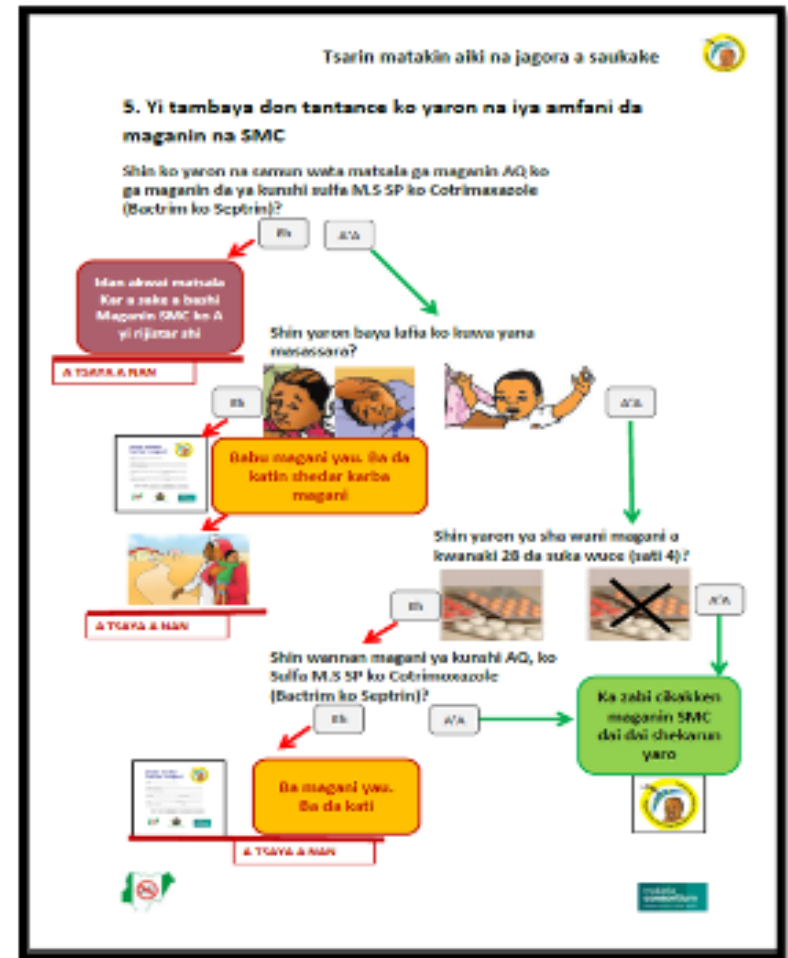 Tsarin matakin aiki na jagora a saukake
5. Yi tambaya don tantance ko yaron na iya amfani da
maganin na SMC
Shin ko yaron na samun wata matsala ga maganin AQ ko
ga maganin da ya kunshi sulfa M.S SP ko Cotrimaxazole
(Bactrim ko Septrin)?
Eh
A'A
Idan akwai matsala
Kar a sake a bashi
Maganin SMC ko A
yi rijistar shi
A TSAYA A NAN
Shin yaron baya lafia ko kuwa yana
masassara?
Eh
A'A
Babu magani yau. Ba da
katin shedar karba
magani
A TSAYA A NAN
Shin yaron ya sha wani magani a
kwanaki 28 da suka wuce (sati 4)?
Eh
A'A
Shin wannan magani ya kunshi AQ, ko
Sulfa M.S SP ko Cotrimoxazole
(Bactrim ko Septrin)?
Eh
A'A
Ka zabi cikakken
maganin SMC
dai dai shekarun
yaro
Ba magani yau.
Ba da kati
A TSAYA A NAN
malaria
consortium